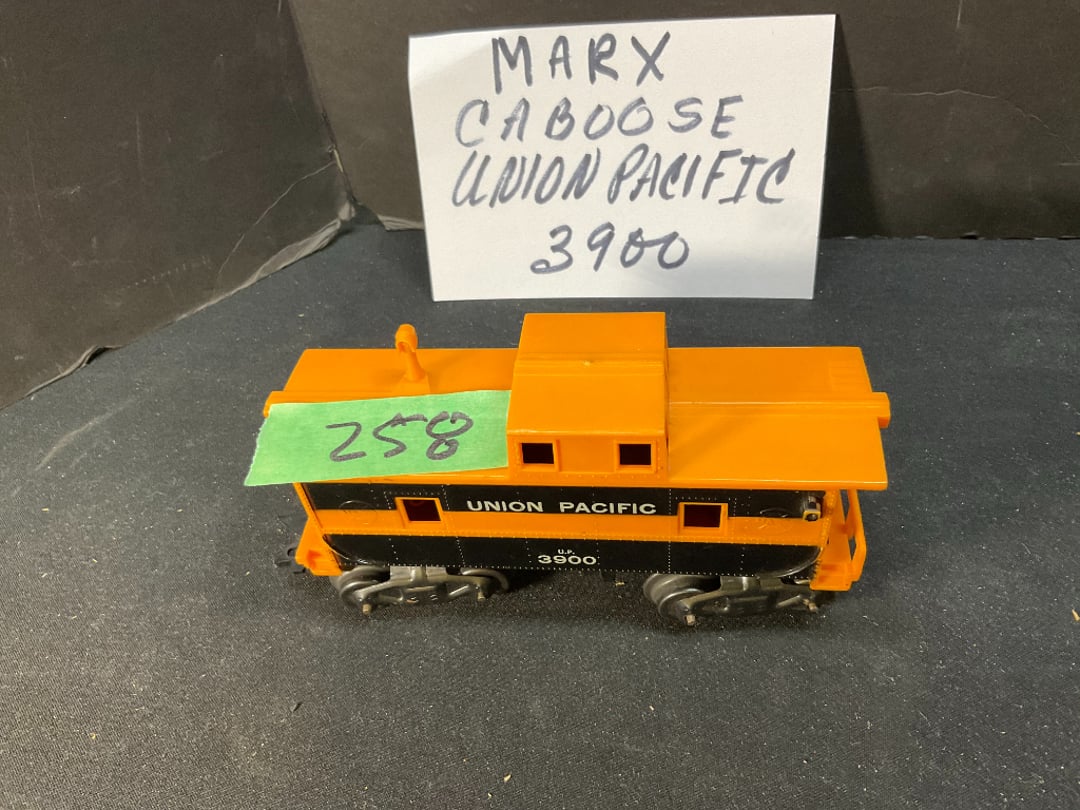 MARX
CABOOSE
UNION PACIFIC
3900
258
UNION PACIFIC
U.P.
3900